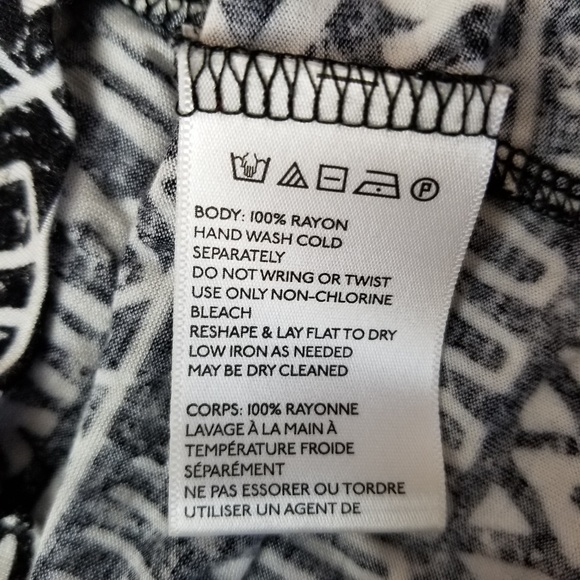 P
BODY: 100% RAYON
HAND WASH COLD
SEPARATELY
DO NOT WRING OR TWIST
USE ONLY NON-CHLORINE
BLEACH
RESHAPE & LAY FLAT TO DRY
LOW IRON AS NEEDED
MAY BE DRY CLEANED
CORPS: 100% RAYONNE
LAVAGE À LA MAIN À
TEMPÉRATURE FROIDE
SÉPARÉMENT
NE PAS ESSORER OU TORDRE
UTILISER UN AGENT DE